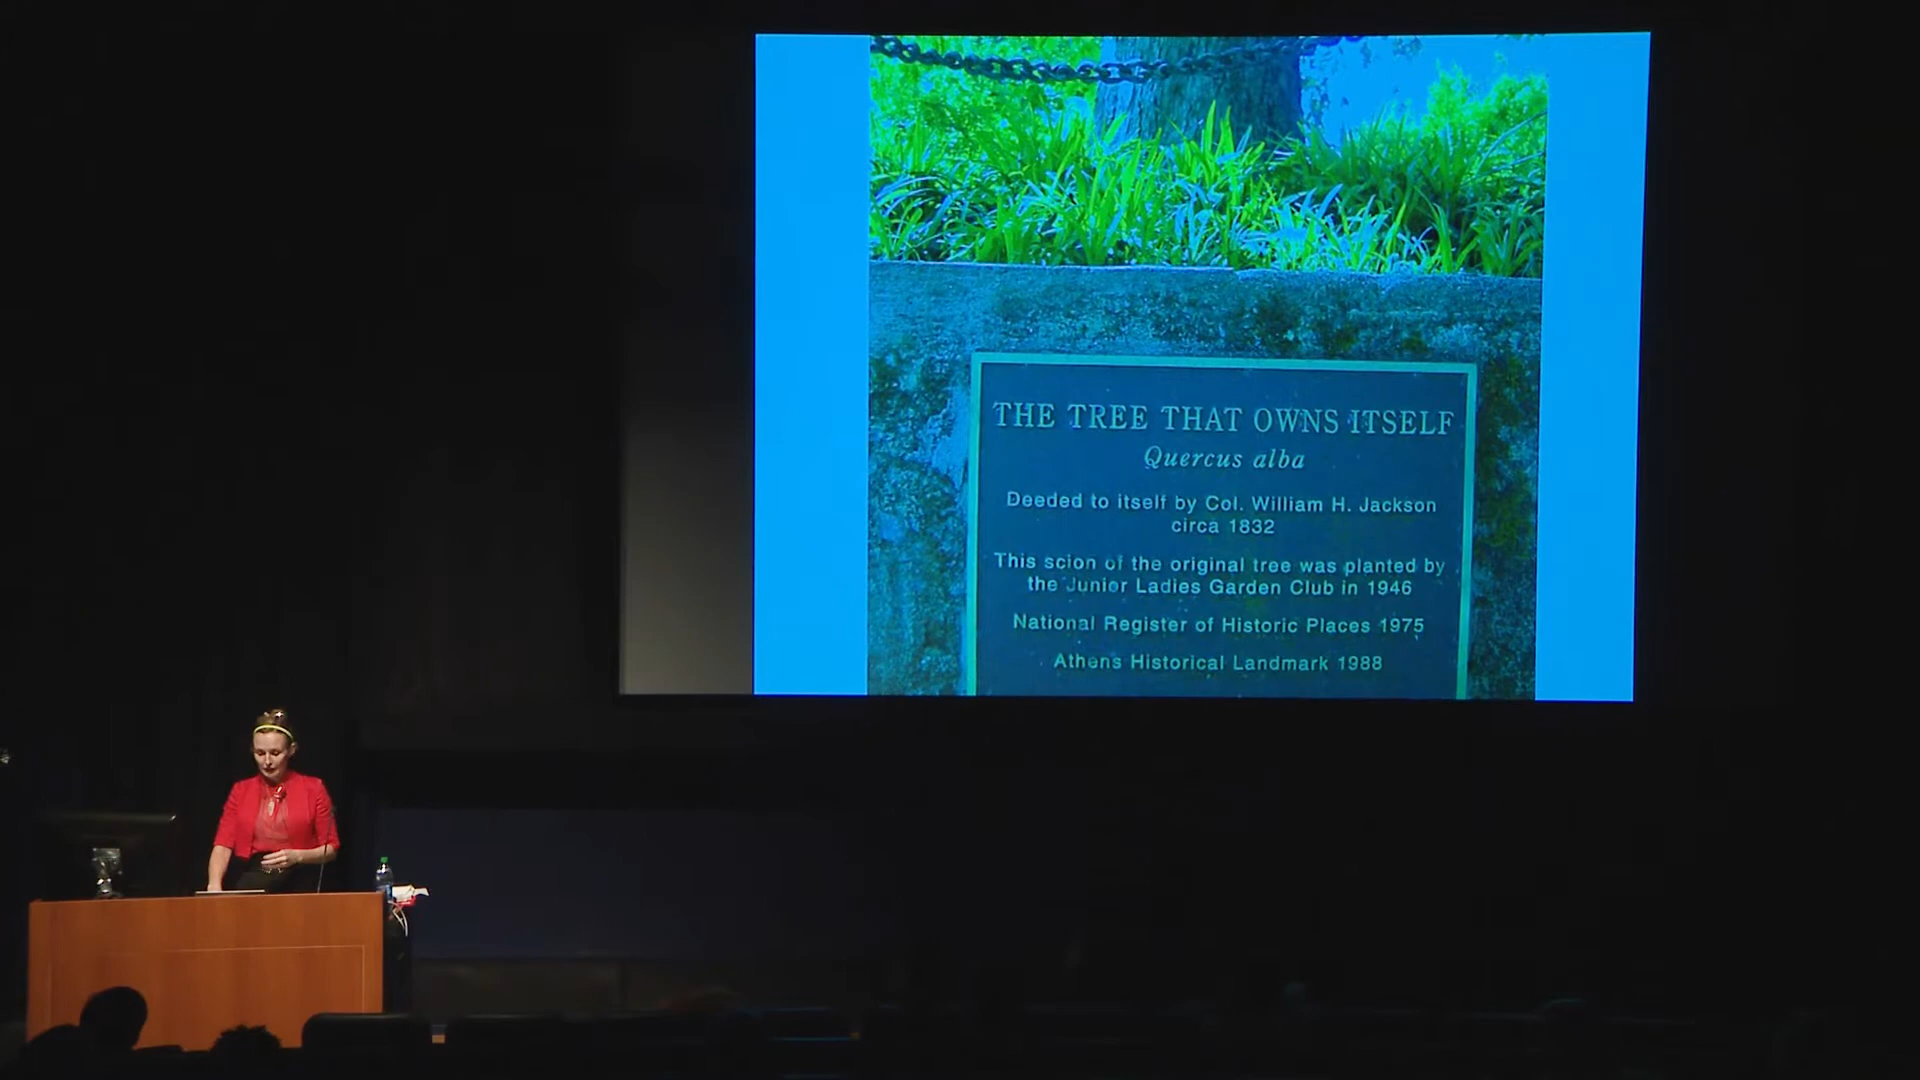 THE TREE THAT OWNS ITSELF
Quercus alba
Deeded to itself by Col. William H. Jackson
circa 1832
This scion of the original tree was planted by
the Junior Ladies Garden Club in 1946
National Register of Historic Places 1975
Athens Historical Landmark 1988